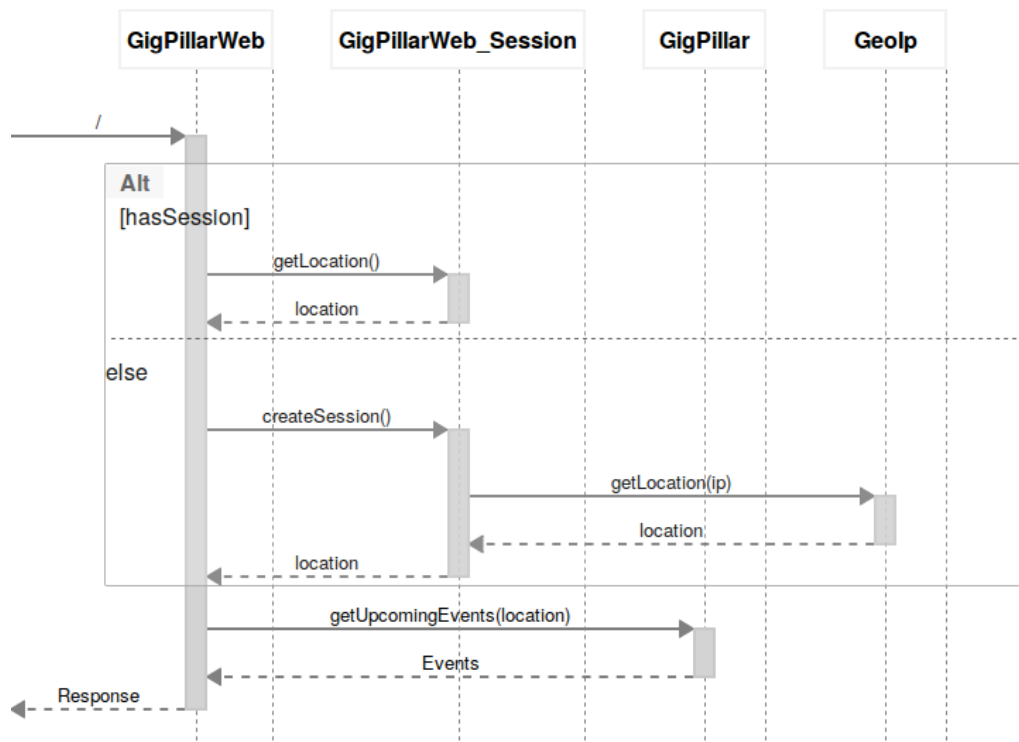 GigPillarWeb
GigPillarWeb_Session
GigPillar
GeoIp
/
Alt
[hasSession]
getLocation()
location
else
createSession()
getLocation(ip)
location
location
getUpcomingEvents(location)
Events
Response